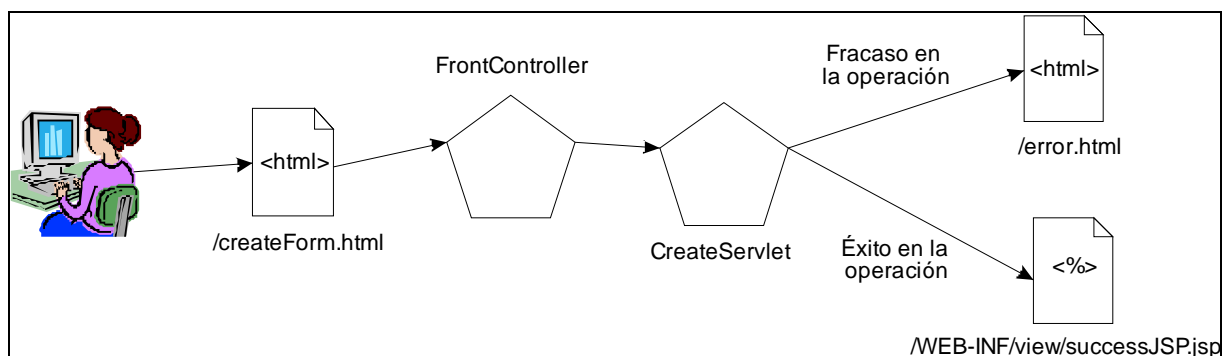 FrontController
Fracaso en
la operación
<html>
/error.html
<html>
/createForm.html
CreateServlet
Éxito en la
operación
<%>
/WEB-INF/view/successJSP.jsp